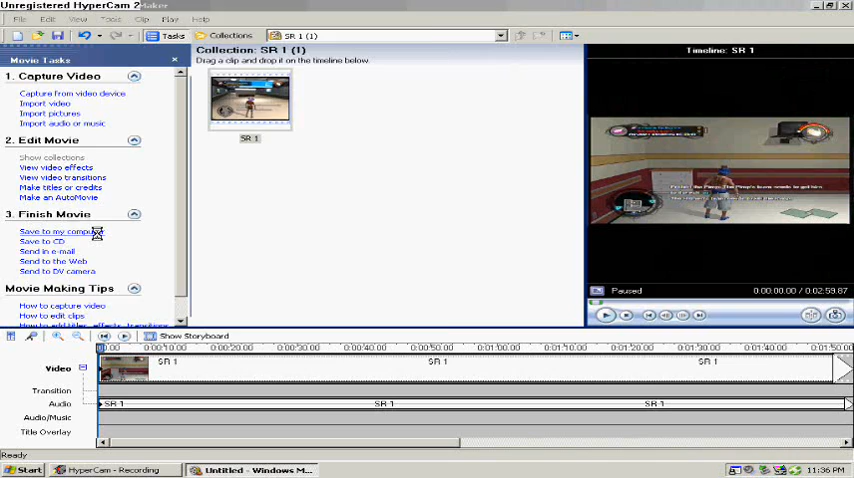 Unregistered HyperCam 2 Maker
File Edit View Tools Clip Play Help
Tasks Collections SR 1 (1)
Movie Tasks
1. Capture Video
Capture from video device
Import video
Import pictures
Import audio or music
2. Edit Movie
Show collections
View video effects
View video transitions
Make titles or credits
Make an AutoMovie
3. Finish Movie
Save to my
Save to CD
Send in e-mail
Send to the Web
Send to DV camera
Movie Making Tips
How to capture video
How to edit clips
How to add titles, effects, transitions
Collection: SR 1 (1)
Drag a clip and drop it on the timeline below.
SR 1
Timeline: SR 1
Paused 0:00:00.00 / 0:02:59.87
Show Storyboard
00.00 0:00:10.00 0:00:20.00 0:00:30.00 0:00:40.00 0:00:50.00 0:01:00.00 0:01:10.00 0:01:20.00 0:01:30.00 0:01:40.00 0:01:50.00
Video SR 1 SR 1 SR 1
Transition
Audio SR 1 SR 1 SR 1
Audio/Music
Title Overlay
Ready
Start HyperCam - Recording Untitled - Windows M... 11:36 PM